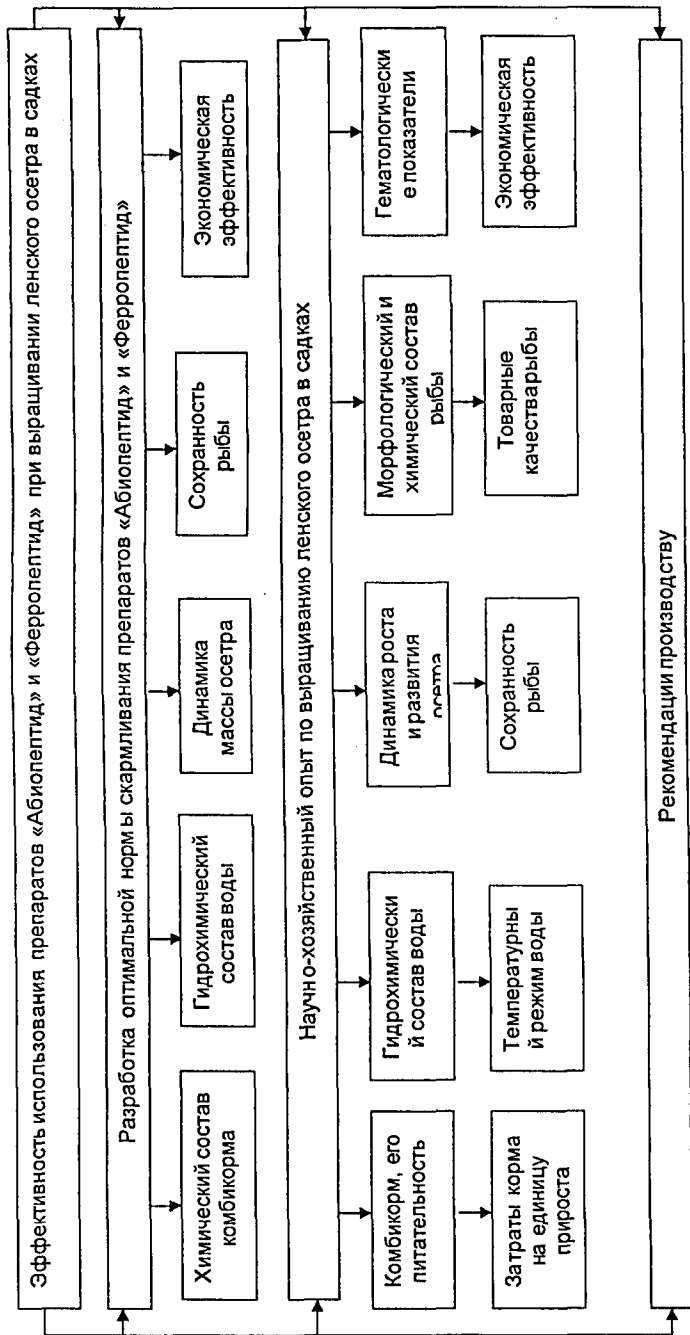 Эффективность использования препаратов «Абиопептид» и «Ферропептид» при выращивании ленского осетра в садках
Разработка оптимальной нормы скармливания препаратов «Абиопептид» и «Ферропептид»
Химический состав
комбикорма
Гидрохимический
состав воды
Динамика
массы осетра
Сохранность
рыбы
Экономическая
эффективность
Научно-хозяйственный опыт по выращиванию ленского осетра в садках
Комбикорм, его
питательность
Гидрохимически
й состав воды
Динамика роста
и развития
осетра
Морфологический и
химический состав
рыбы
Гематологически
е показатели
Затраты корма
на единицу
прироста
Температурны
й режим воды
Сохранность
рыбы
Товарные
качества рыбы
Экономическая
эффективность
Рекомендации производству